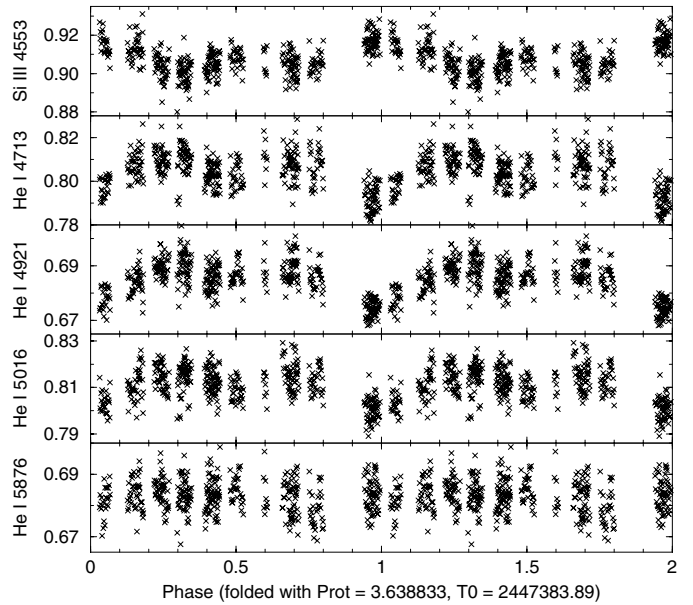 Si III 4553
0.92
0.90
0.88
He I 4713
0.82
0.80
0.78
He I 4921
0.69
0.67
He I 5016
0.83
0.81
0.79
He I 5876
0.69
0.67
0 0.5 1 1.5 2
Phase (folded with Prot = 3.638833, T0 = 2447383.89)